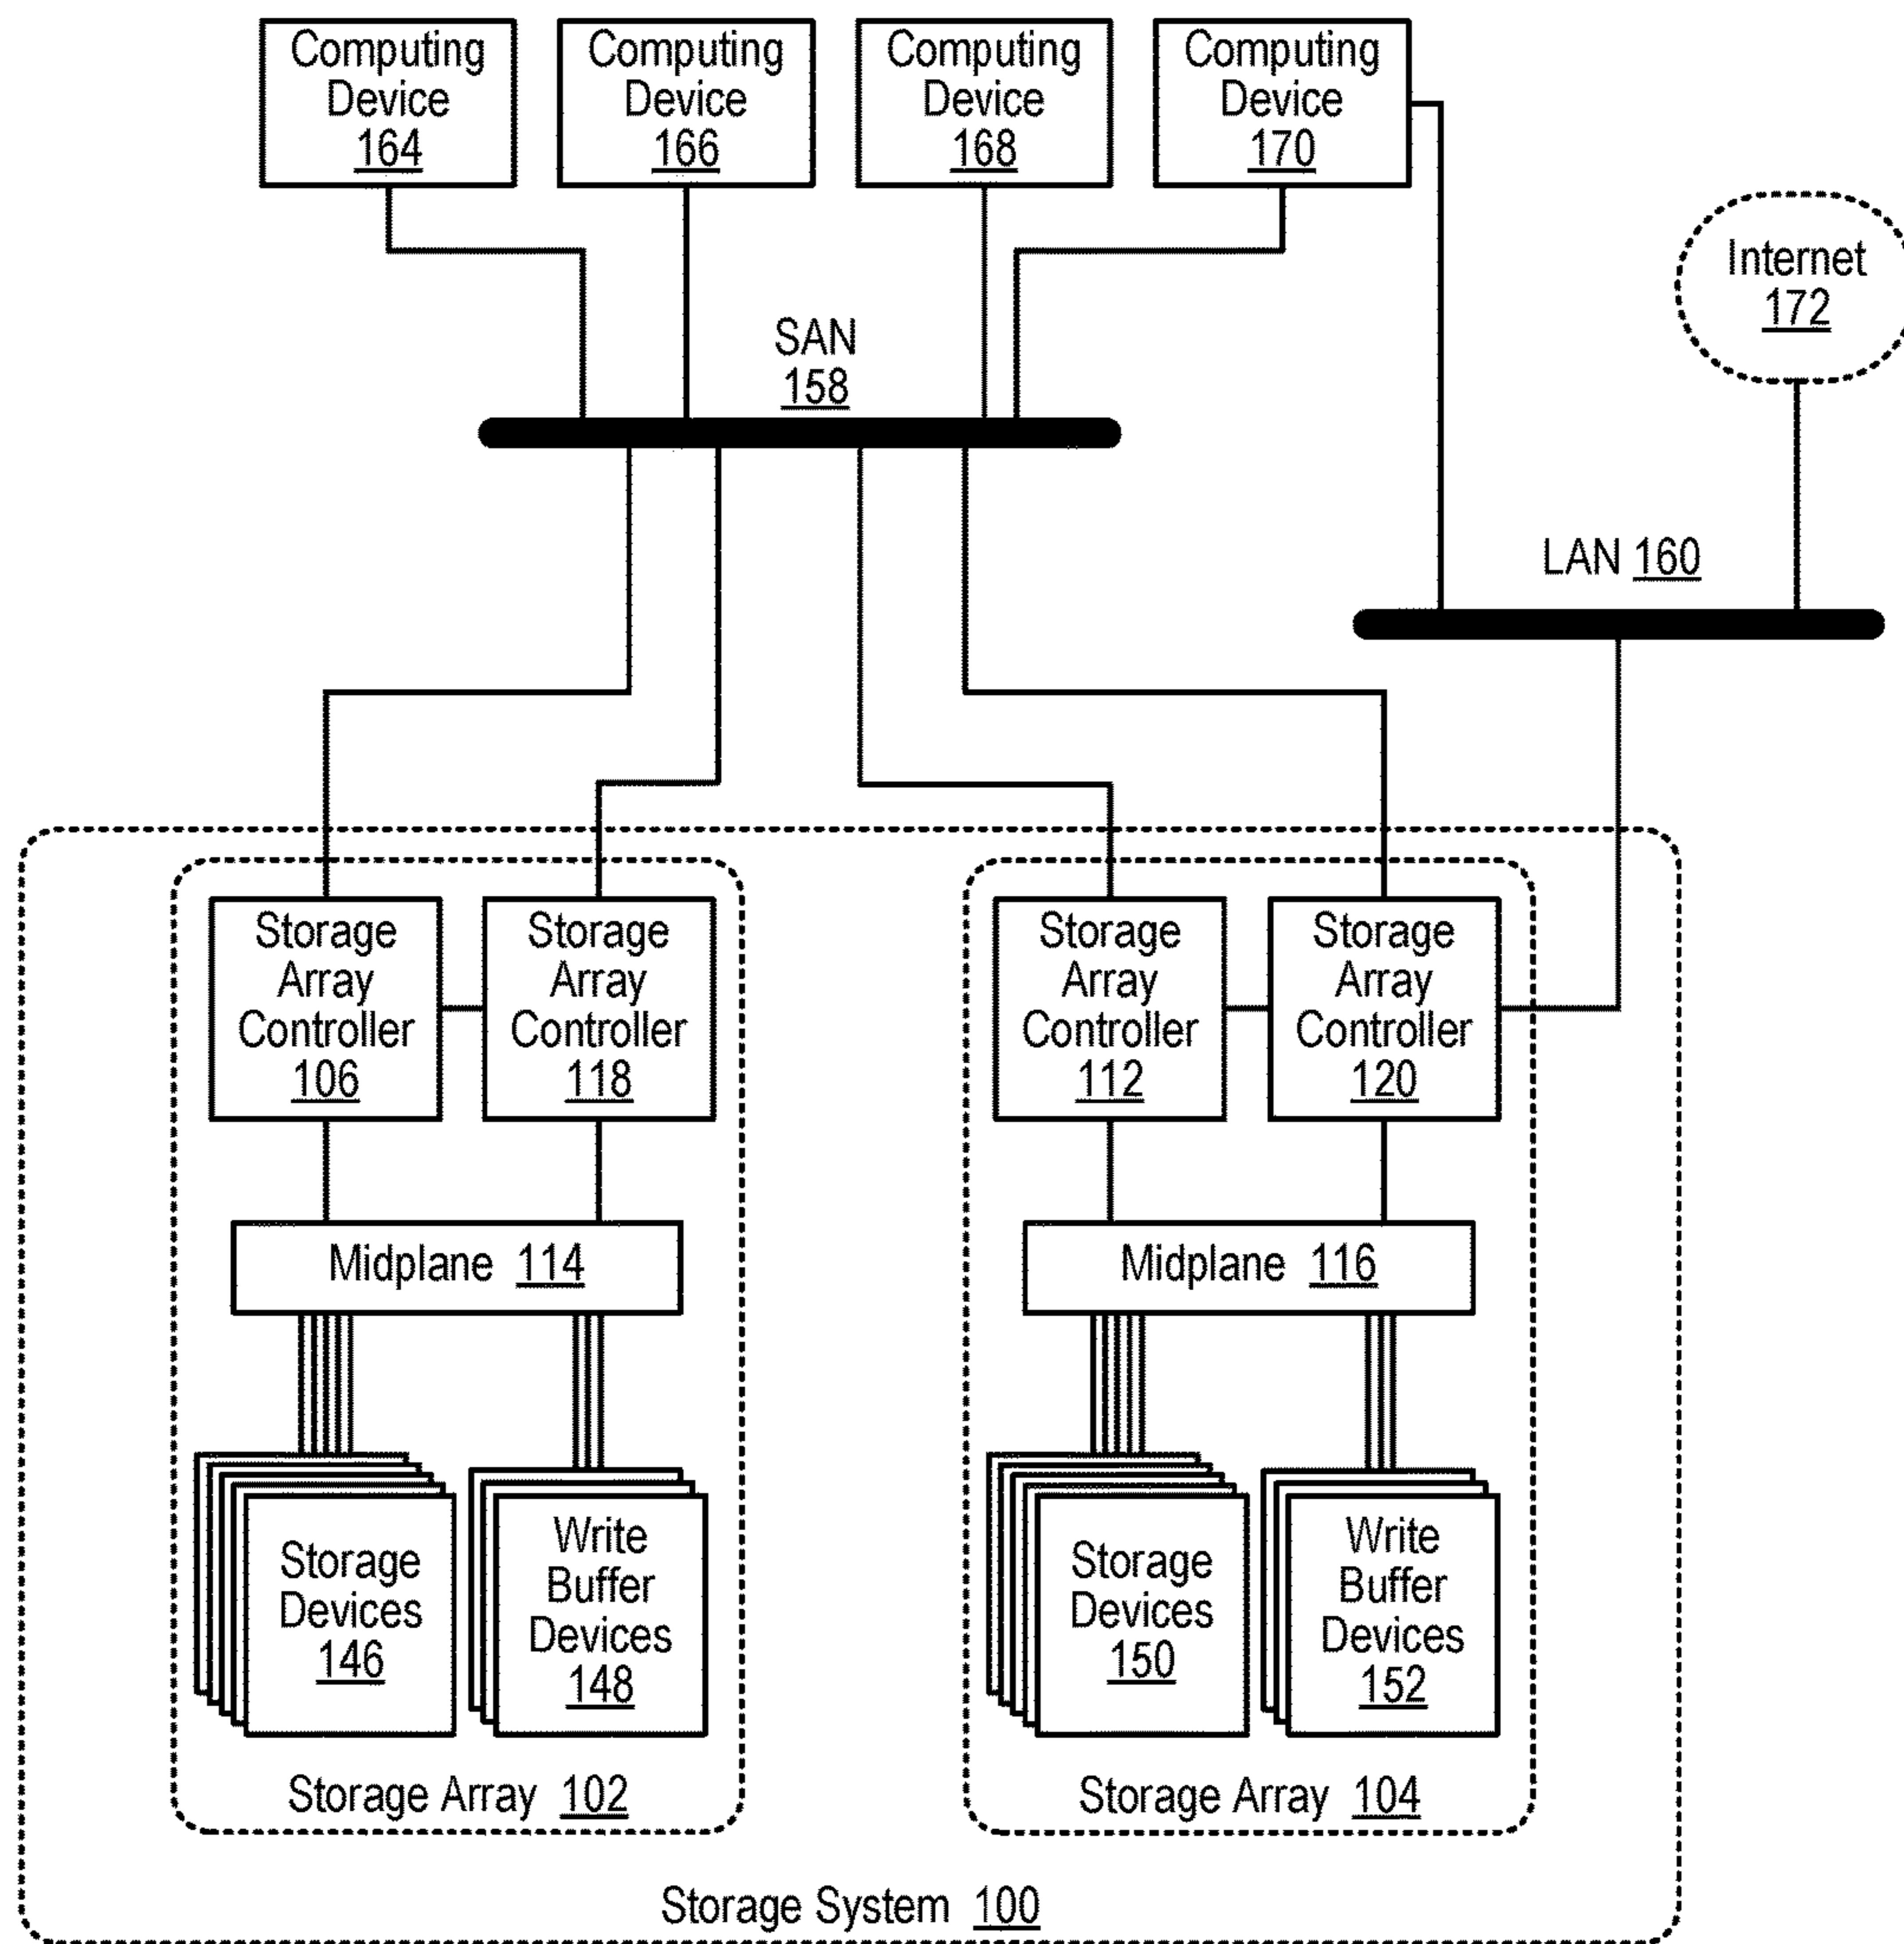 Computing
Device
164
Computing
Device
166
Computing
Device
168
Computing
Device
170
Internet
172
SAN
158
LAN 160
Storage
Array
Controller
106
Storage
Array
Controller
118
Storage
Array
Controller
112
Storage
Array
Controller
120
Midplane 114
Midplane 116
Storage
Devices
146
Write
Buffer
Devices
148
Storage
Devices
150
Write
Buffer
Devices
152
Storage Array 102
Storage Array 104
Storage System 100